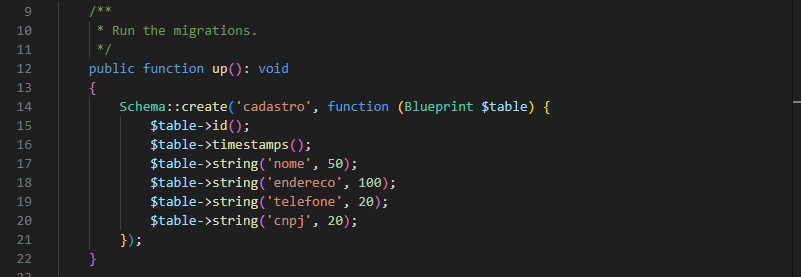 9 /**
10 * Run the migrations.
11 */
12 public function up(): void
13 {
14 Schema::create('cadastro', function (Blueprint $table) {
15 $table->id();
16 $table->timestamps();
17 $table->string('nome', 50);
18 $table->string('endereco', 100);
19 $table->string('telefone', 20);
20 $table->string('cnpj', 20);
21 });
22 }